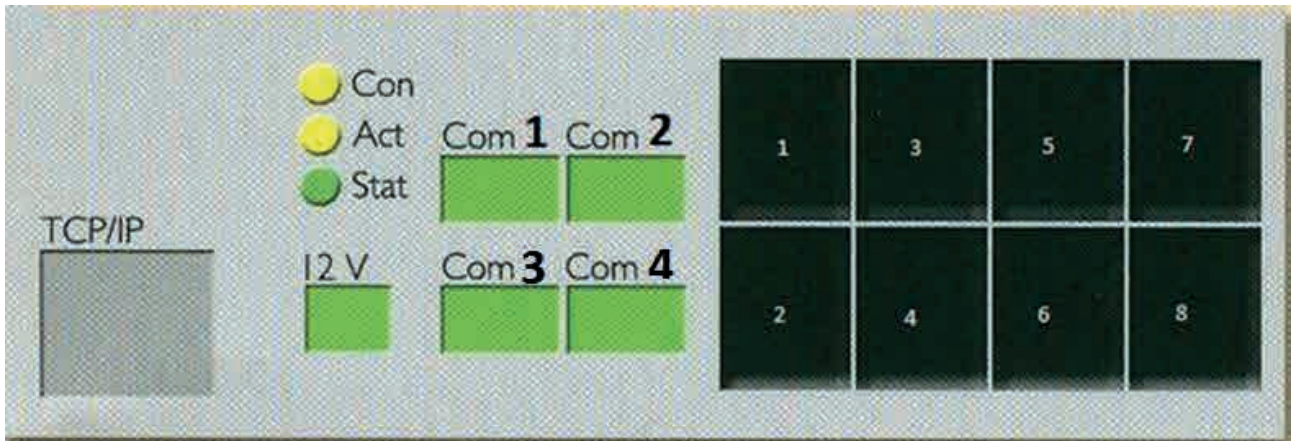 Con
Act
Stat
Com 1 Com 2
TCP/IP
12 V
Com 3 Com 4
1 3 5 7
2 4 6 8